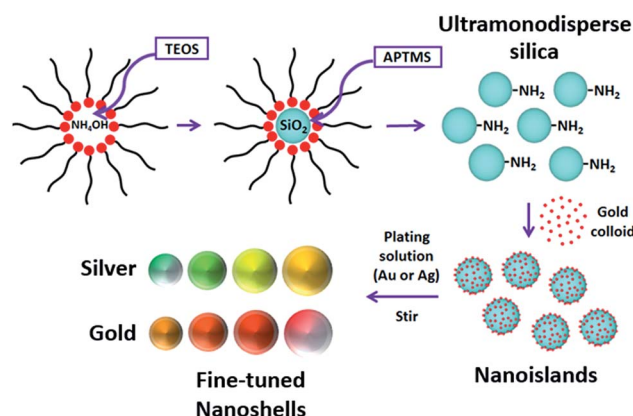 TEOS
NH₄OH
APTMS
SiO₂
Ultramonodisperse
silica
-NH₂
-NH₂
-NH₂
-NH₂
-NH₂
-NH₂
-NH₂
Gold
colloid
Nanoislands
Plating
solution
(Au or Ag)
Stir
Silver
Gold
Fine-tuned
Nanoshells